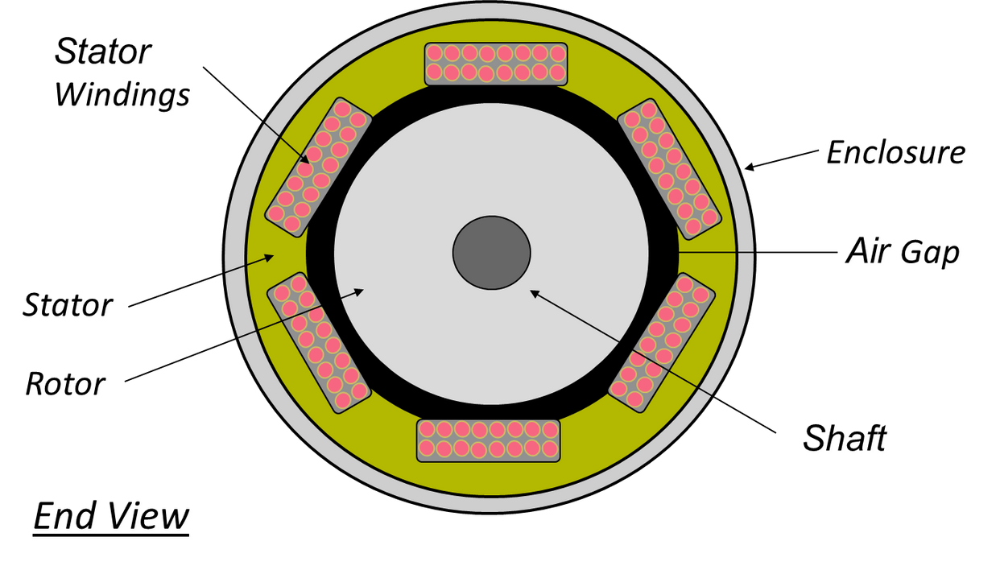 Stator
Windings
Enclosure
Air Gap
Stator
Rotor
Shaft
End View